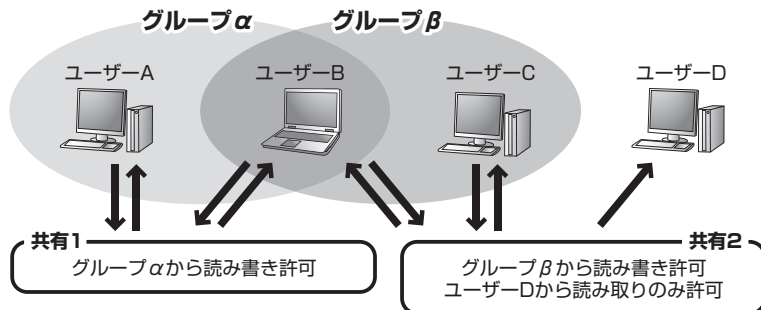 グループα
グループβ
ユーザーA
ユーザーB
ユーザーC
ユーザーD
共有1
グループαから読み書き許可
共有2
グループβから読み書き許可
ユーザーDから読み取りのみ許可